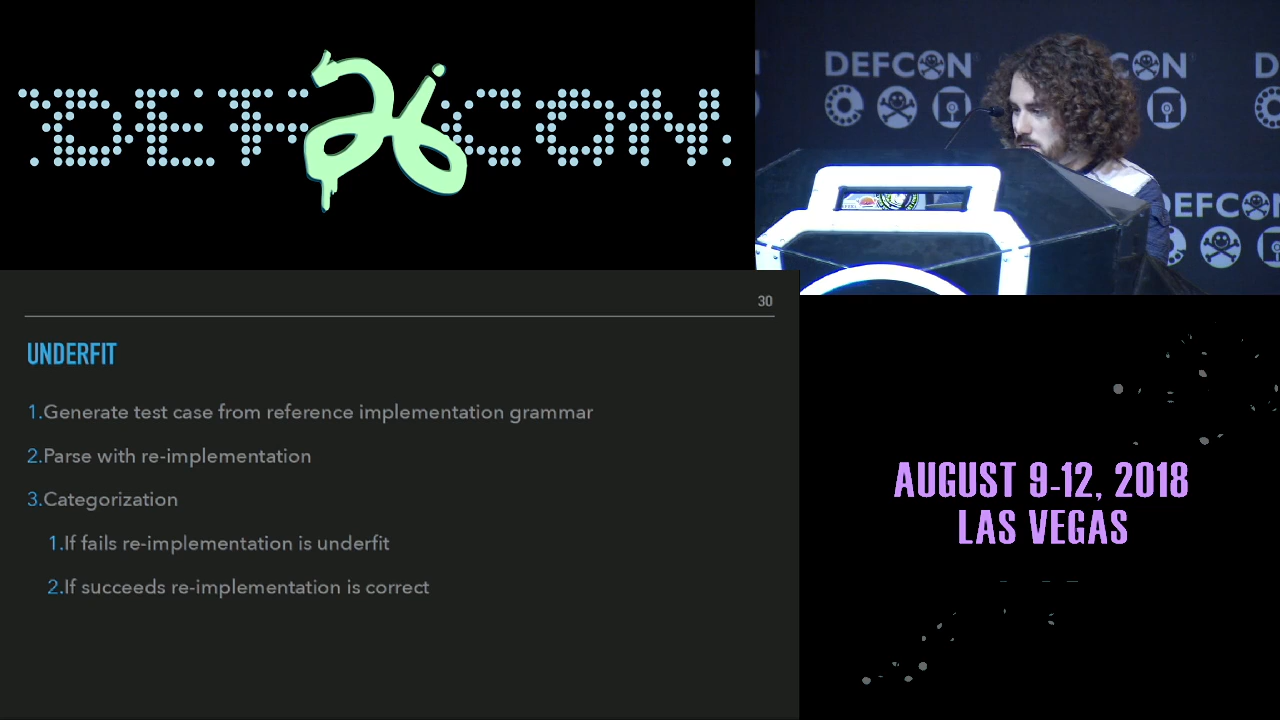 DEF 26 CON
DEFCON
CON
D
DEFCON
30
UNDERFIT
1.Generate test case from reference implementation grammar
2.Parse with re-implementation
3.Categorization
1.If fails re-implementation is underfit
2.If succeeds re-implementation is correct
AUGUST 9-12, 2018
LAS VEGAS